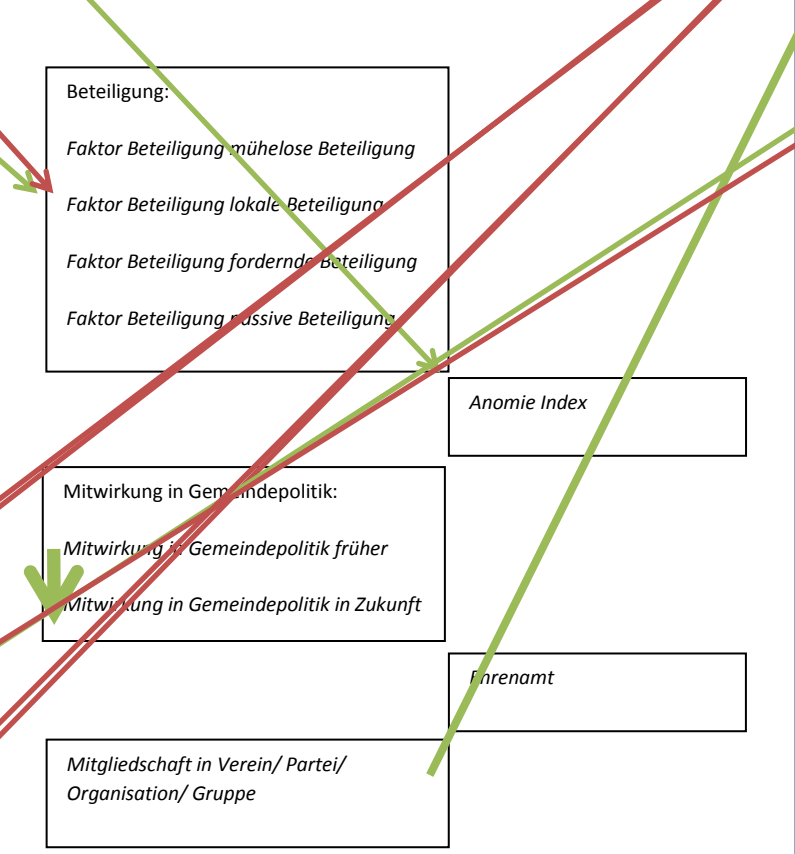 Beteiligung:
Faktor Beteiligung mühelose Beteiligung
Faktor Beteiligung lokale Beteiligung
Faktor Beteiligung fordernde Beteiligung
Faktor Beteiligung passive Beteiligung
Anomie Index
Mitwirkung in Gemeindepolitik:
Mitwirkung in Gemeindepolitik früher
Mitwirkung in Gemeindepolitik in Zukunft
Ehrenamt
Mitgliedschaft in Verein/ Partei/
Organisation/ Gruppe